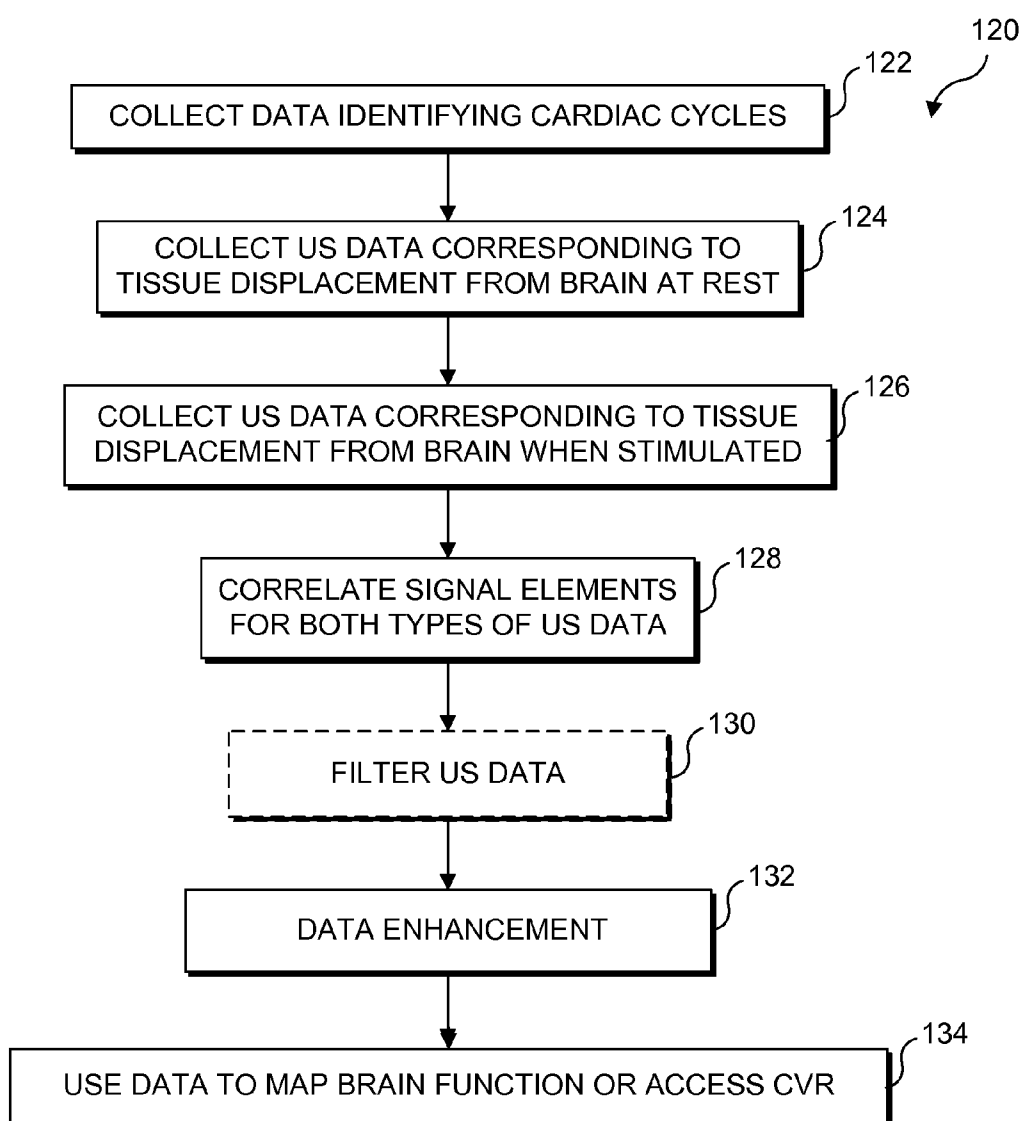 120
122
COLLECT DATA IDENTIFYING CARDIAC CYCLES
124
COLLECT US DATA CORRESPONDING TO
TISSUE DISPLACEMENT FROM BRAIN AT REST
126
COLLECT US DATA CORRESPONDING TO TISSUE
DISPLACEMENT FROM BRAIN WHEN STIMULATED
128
CORRELATE SIGNAL ELEMENTS
FOR BOTH TYPES OF US DATA
130
FILTER US DATA
132
DATA ENHANCEMENT
134
USE DATA TO MAP BRAIN FUNCTION OR ACCESS CVR